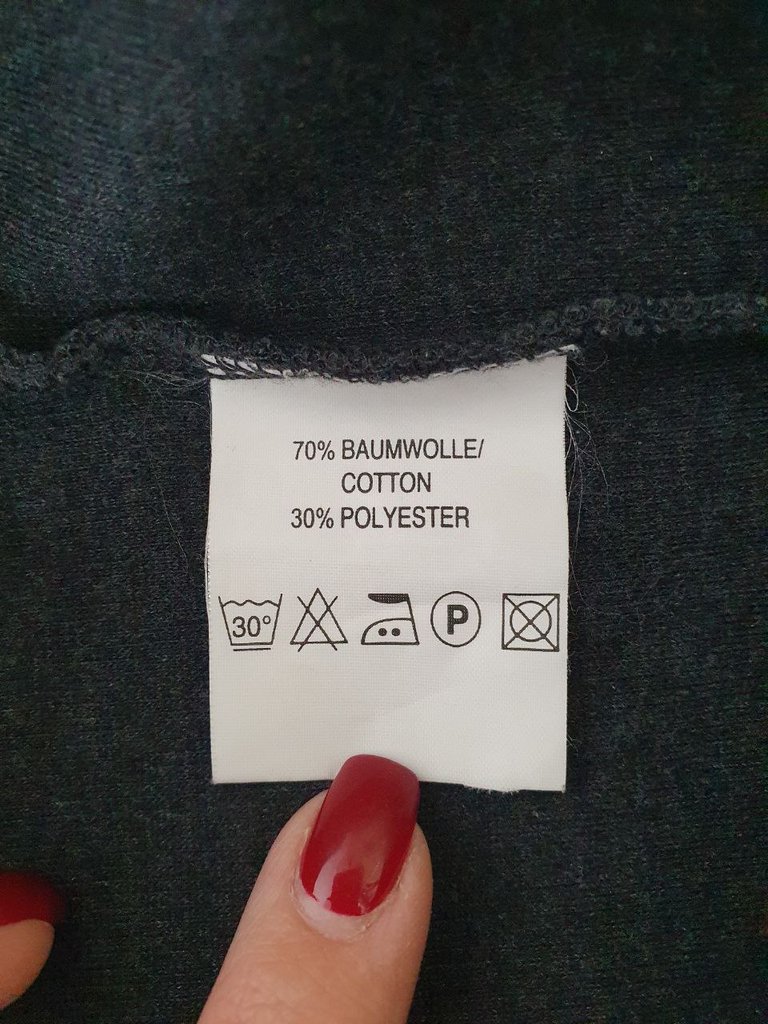 70% BAUMWOLLE/
COTTON
30% POLYESTER
30° P